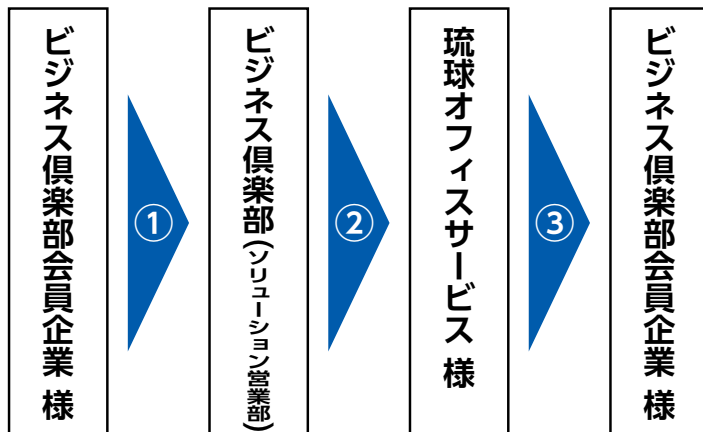 ビジネス倶楽部会員企業 様
①
ビジネス倶楽部(ソリューション営業部)
②
琉球オフィスサービス 様
③
ビジネス倶楽部会員企業 様